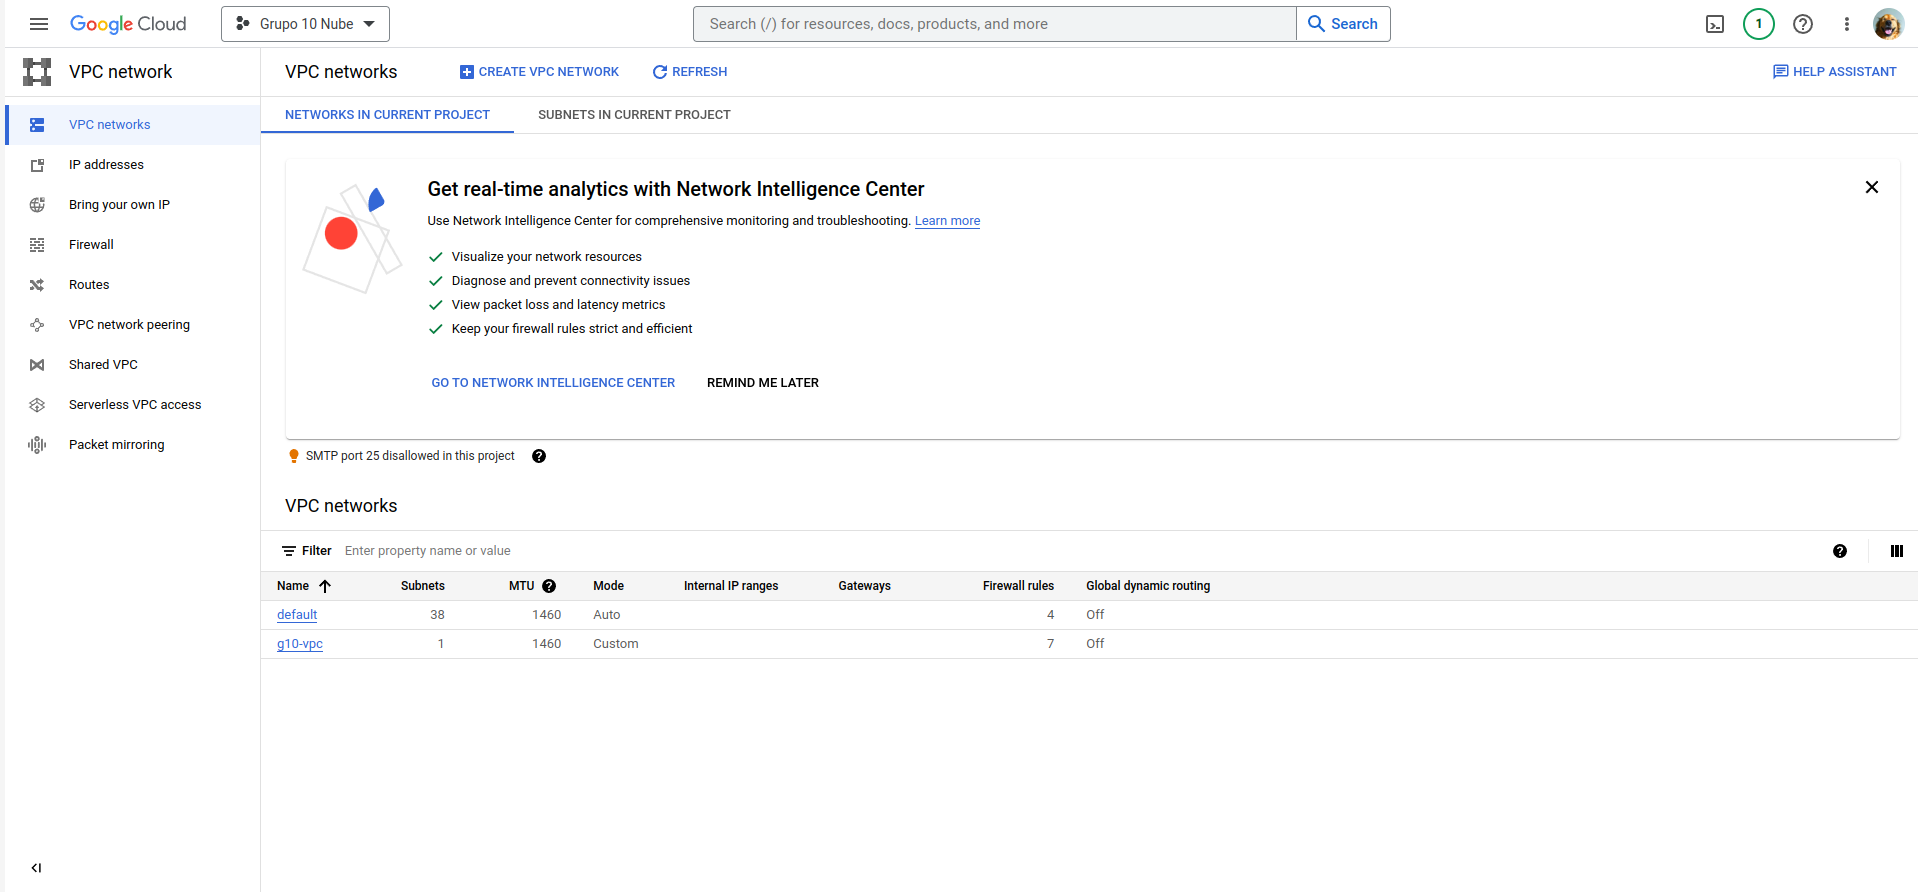 Google Cloud
Grupo 10 Nube
Search (/) for resources, docs, products, and more
Search
1
VPC network
VPC networks
CREATE VPC NETWORK
REFRESH
HELP ASSISTANT
VPC networks
IP addresses
Bring your own IP
Firewall
Routes
VPC network peering
Shared VPC
Serverless VPC access
Packet mirroring
NETWORKS IN CURRENT PROJECT
SUBNETS IN CURRENT PROJECT
Get real-time analytics with Network Intelligence Center
Use Network Intelligence Center for comprehensive monitoring and troubleshooting. Learn more
Visualize your network resources
Diagnose and prevent connectivity issues
View packet loss and latency metrics
Keep your firewall rules strict and efficient
GO TO NETWORK INTELLIGENCE CENTER
REMIND ME LATER
SMTP port 25 disallowed in this project
VPC networks
Filter Enter property name or value
Name Subnets MTU Mode Internal IP ranges Gateways Firewall rules Global dynamic routing
default 38 1460 Auto 4 Off
g10-vpc 1 1460 Custom 7 Off